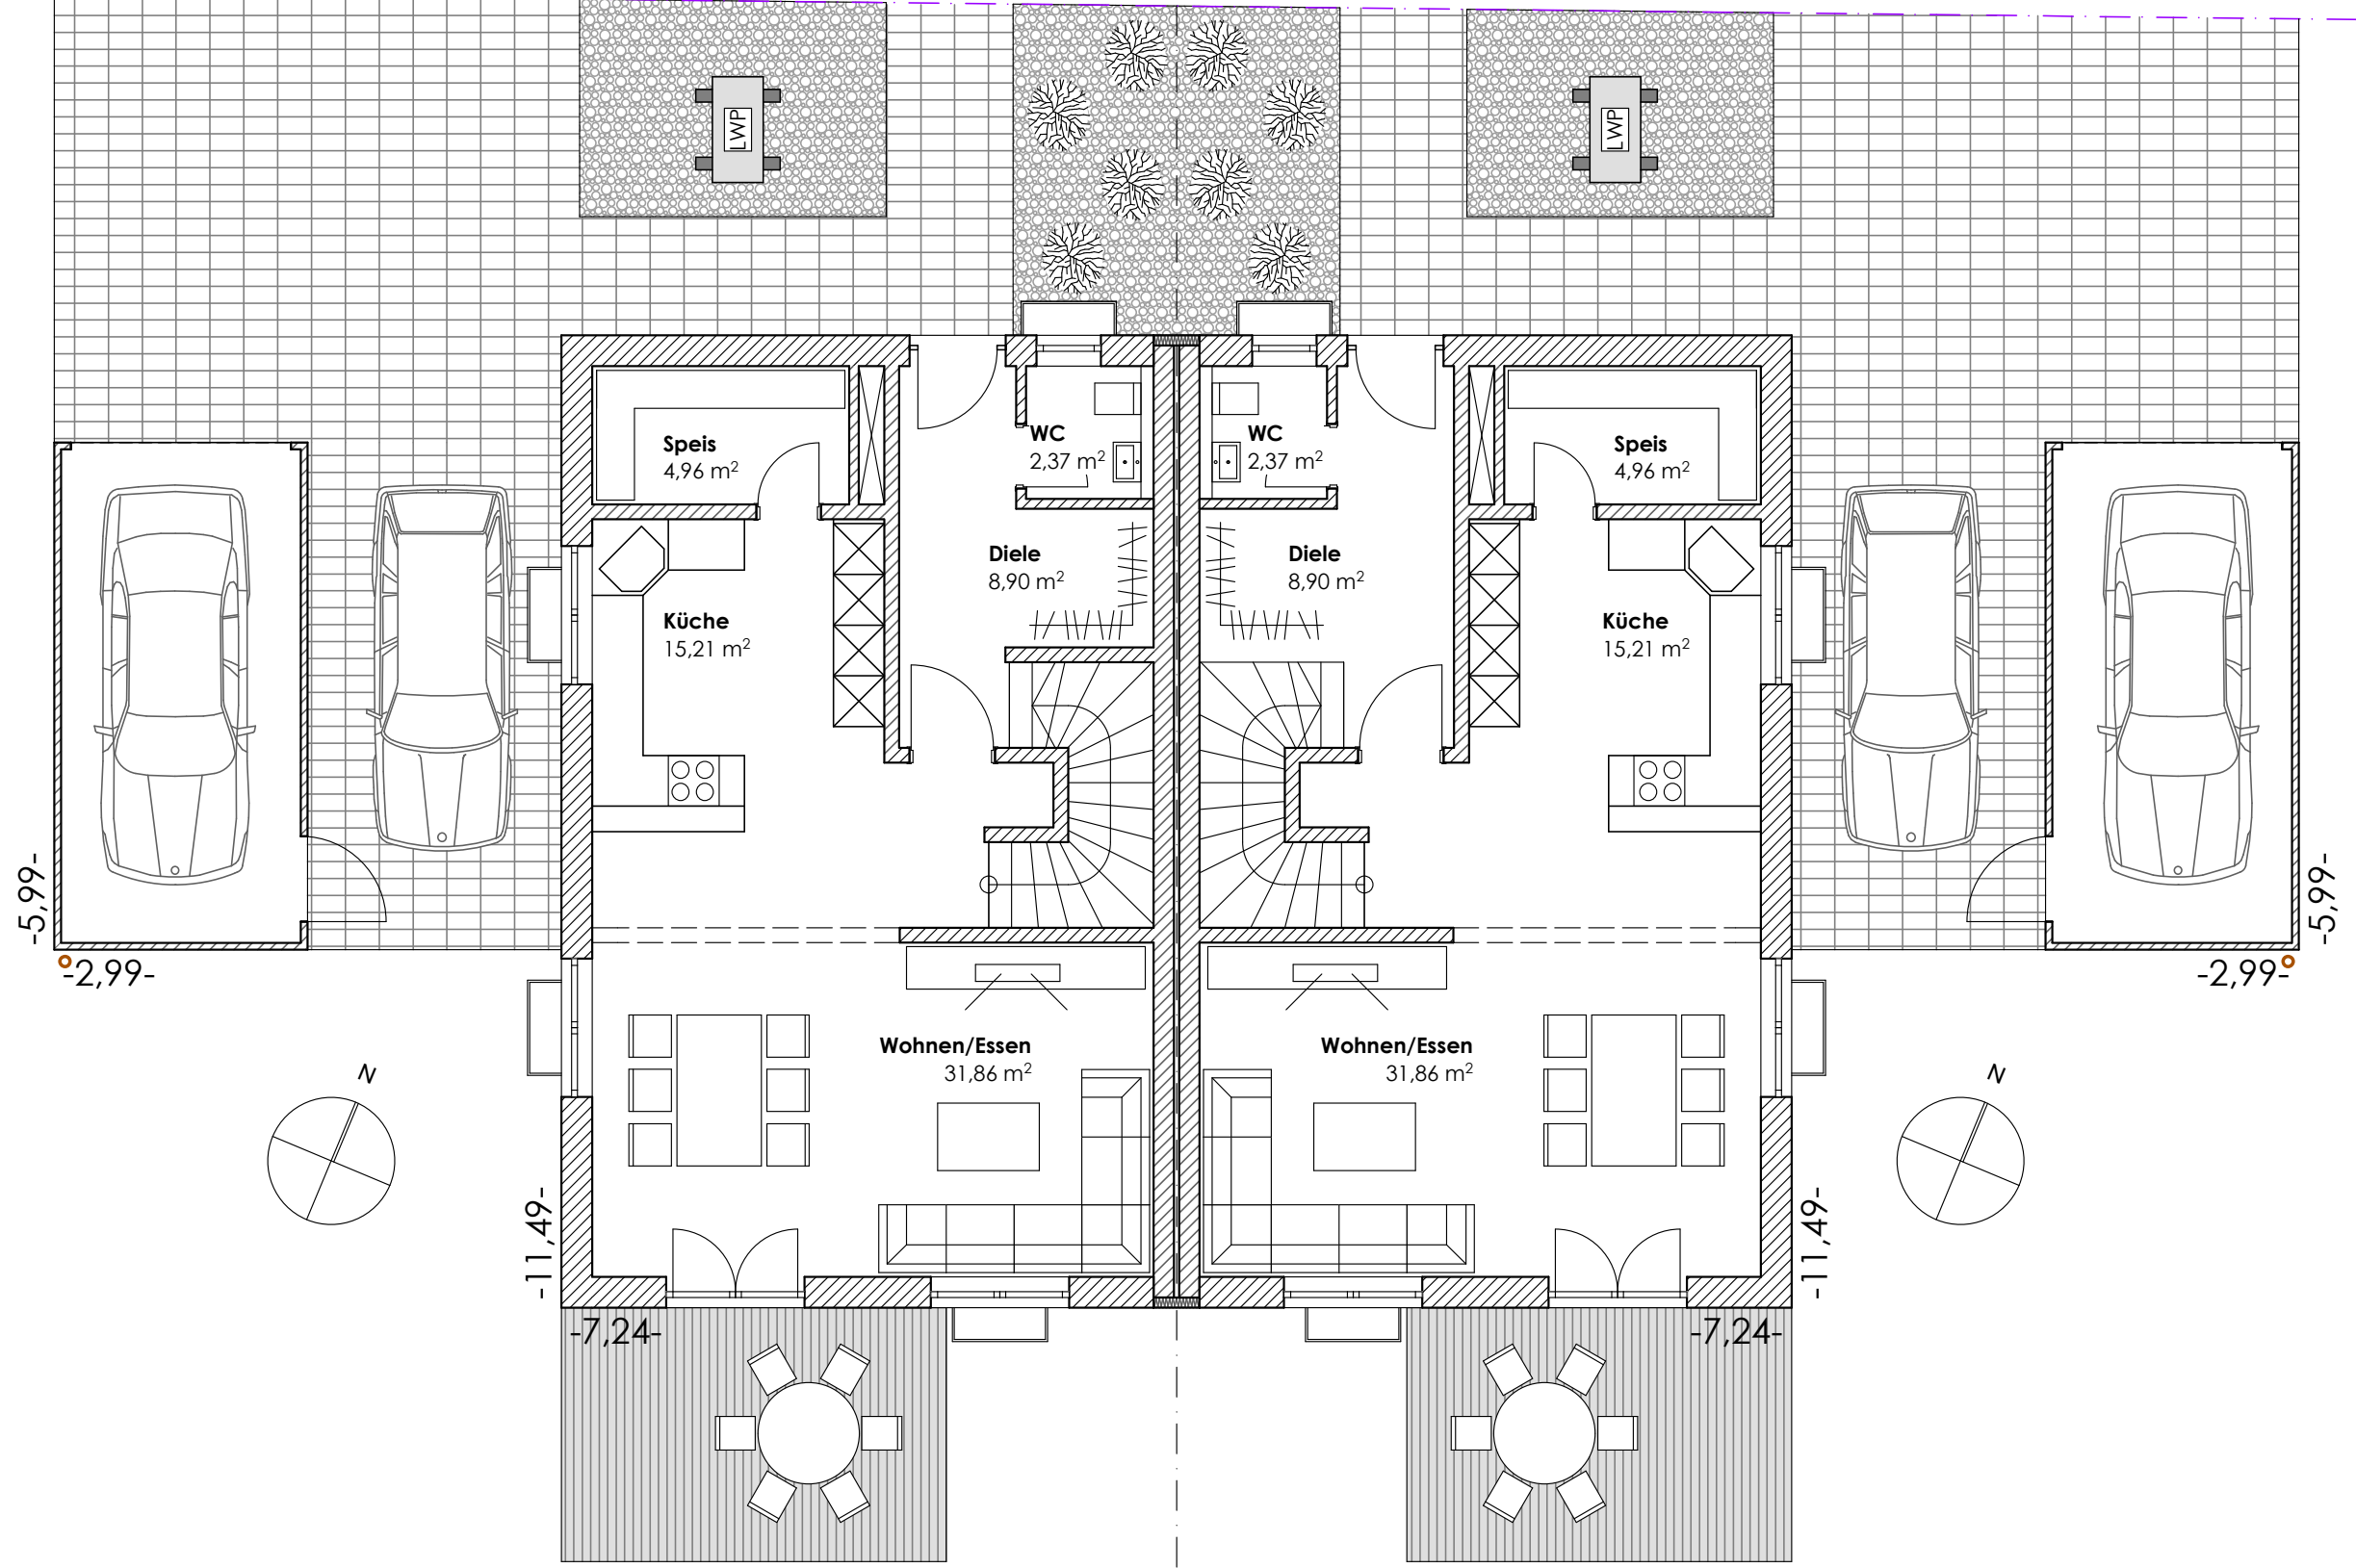 LWP
LWP
Speis
4,96 m²
WC
2,37 m²
WC
2,37 m²
Speis
4,96 m²
Diele
8,90 m²
Diele
8,90 m²
Küche
15,21 m²
Küche
15,21 m²
-5,99-
-5,99-
-2,99-
-2,99-
Wohnen/Essen
31,86 m²
Wohnen/Essen
31,86 m²
N
N
-11,49-
-11,49-
-7,24-
-7,24-